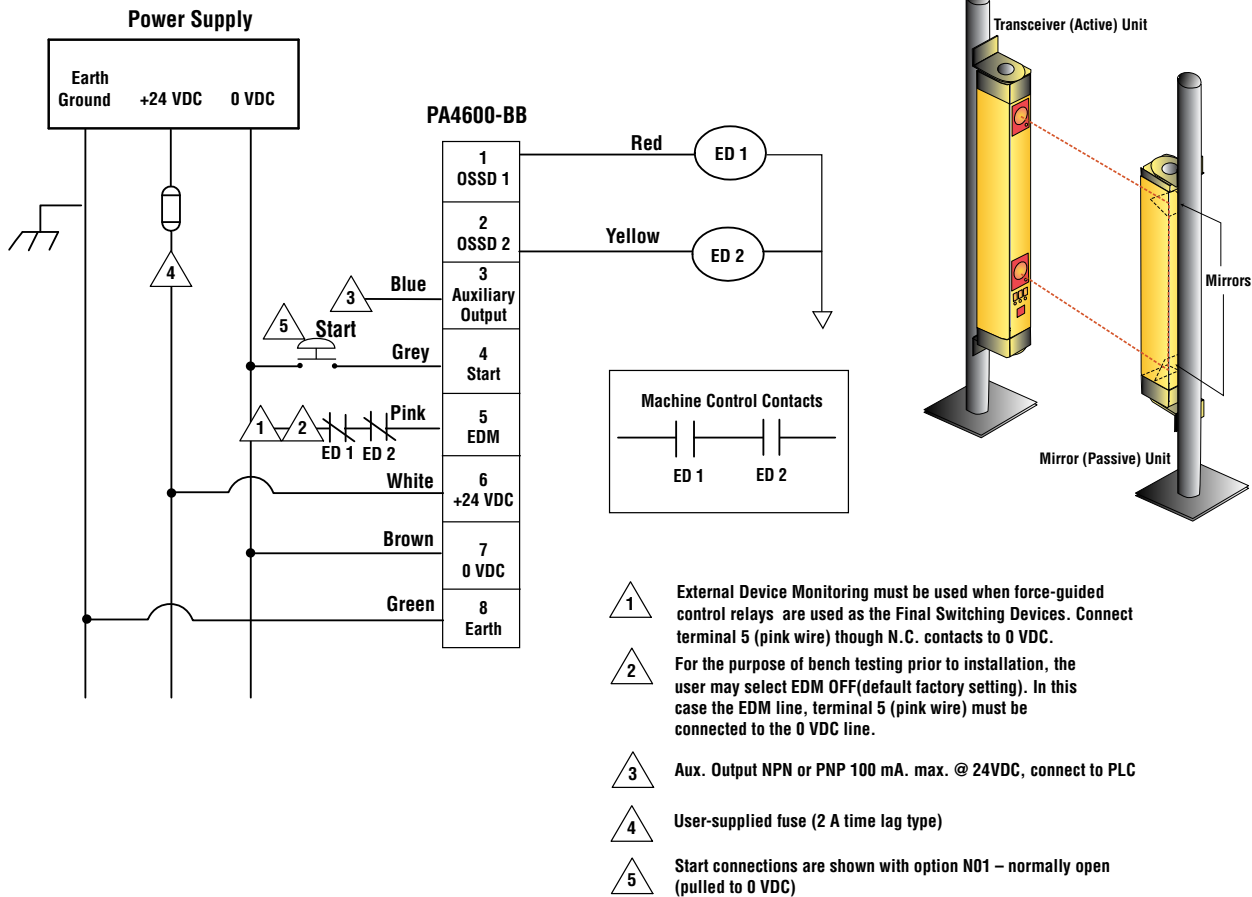 Power Supply
Earth
Ground
+24 VDC
0 VDC
4
PA4600-BB
1
OSSD 1
2
OSSD 2
3
Auxiliary
Output
4
Start
5
EDM
6
+24 VDC
7
0 VDC
8
Earth
Red
ED 1
Yellow
ED 2
3
Blue
5
Start
Grey
1
2
ED 1
ED 2
Pink
White
Brown
Green
Machine Control Contacts
ED 1
ED 2
Transceiver (Active) Unit
Mirrors
Mirror (Passive) Unit
1
External Device Monitoring must be used when force-guided
control relays are used as the Final Switching Devices. Connect
terminal 5 (pink wire) though N.C. contacts to 0 VDC.
2
For the purpose of bench testing prior to installation, the
user may select EDM OFF(default factory setting). In this
case the EDM line, terminal 5 (pink wire) must be
connected to the 0 VDC line.
3
Aux. Output NPN or PNP 100 mA. max. @ 24VDC, connect to PLC
4
User-supplied fuse (2 A time lag type)
5
Start connections are shown with option N01 – normally open
(pulled to 0 VDC)